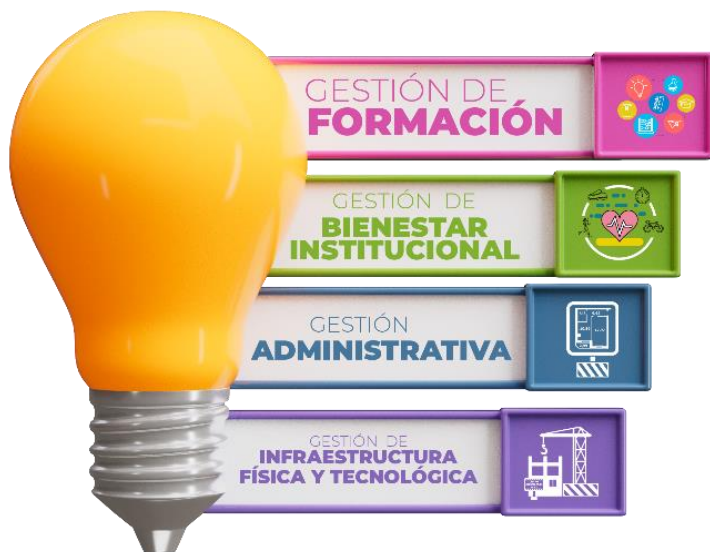 GESTIÓN DE
FORMACIÓN
GESTIÓN DE
BIENESTAR
INSTITUCIONAL
GESTIÓN
ADMINISTRATIVA
GESTIÓN DE
INFRAESTRUCTURA
FÍSICA Y TECNOLÓGICA